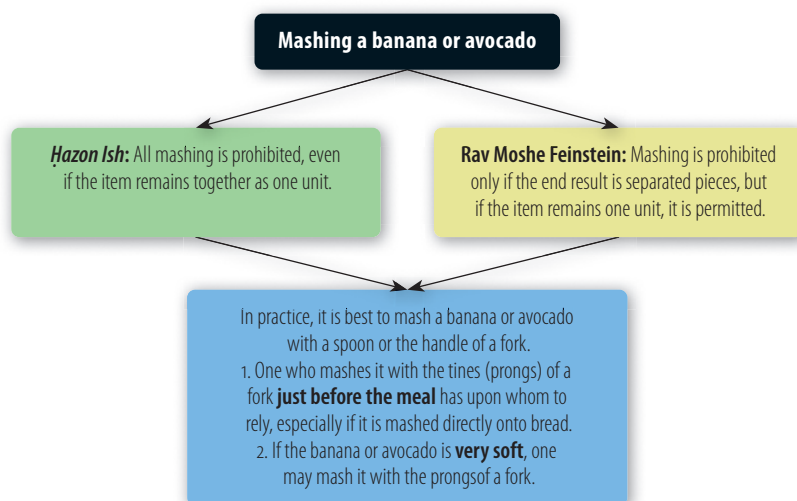 Mashing a banana or avocado
Ḥazon Ish: All mashing is prohibited, even
if the item remains together as one unit.
Rav Moshe Feinstein: Mashing is prohibited
only if the end result is separated pieces, but
if the item remains one unit, it is permitted.
In practice, it is best to mash a banana or avocado
with a spoon or the handle of a fork.
1. One who mashes it with the tines (prongs) of a
fork just before the meal has upon whom to
rely, especially if it is mashed directly onto bread.
2. If the banana or avocado is very soft, one
may mash it with the prongsof a fork.